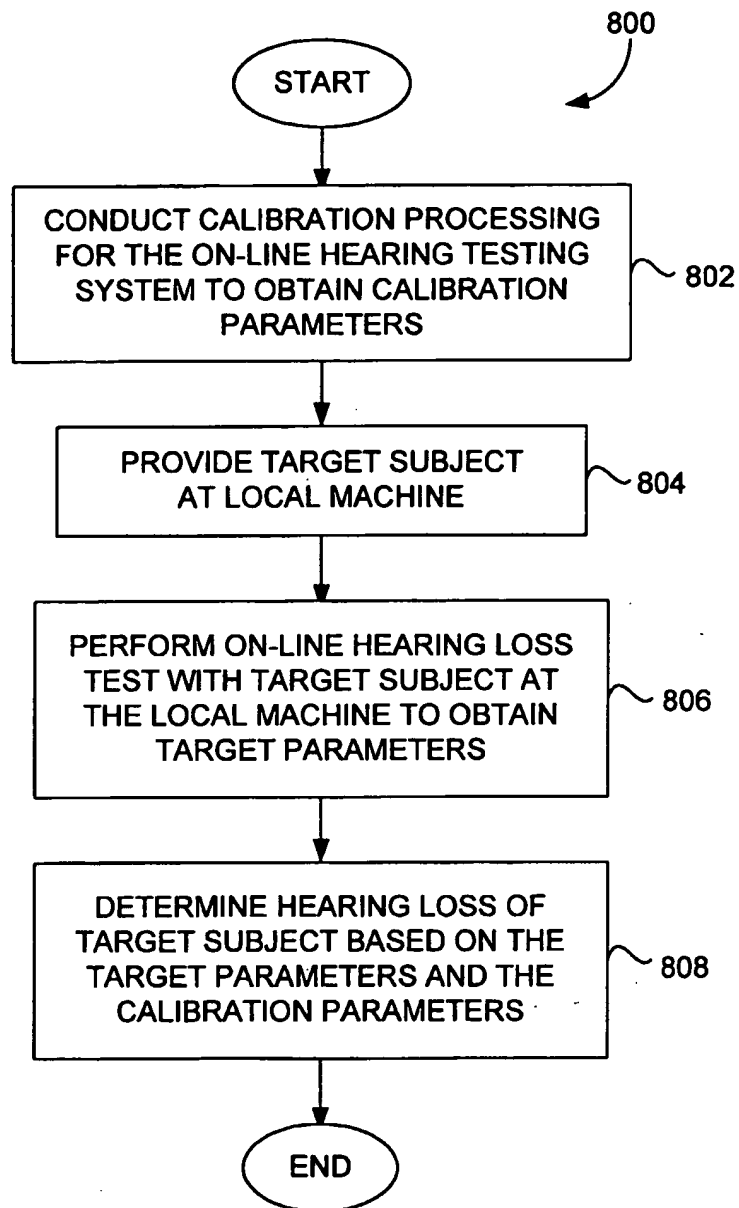 800
START
CONDUCT CALIBRATION PROCESSING
FOR THE ON-LINE HEARING TESTING
SYSTEM TO OBTAIN CALIBRATION
PARAMETERS
802
PROVIDE TARGET SUBJECT
AT LOCAL MACHINE
804
PERFORM ON-LINE HEARING LOSS
TEST WITH TARGET SUBJECT AT
THE LOCAL MACHINE TO OBTAIN
TARGET PARAMETERS
806
DETERMINE HEARING LOSS OF
TARGET SUBJECT BASED ON THE
TARGET PARAMETERS AND THE
CALIBRATION PARAMETERS
808
END